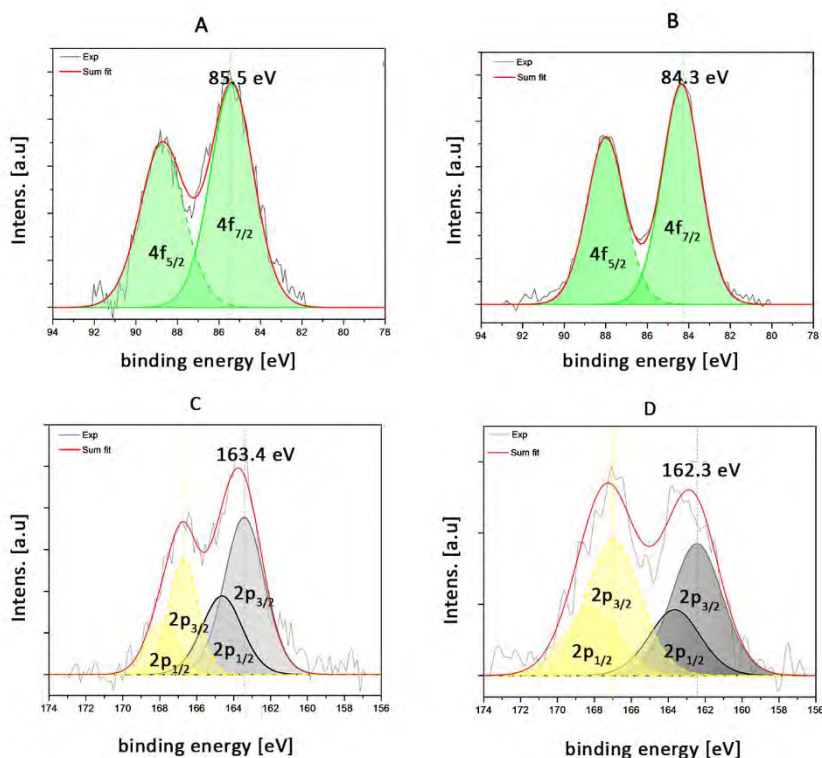 A
Exp
Sum fit
85.5 eV
4f5/2
4f7/2
Intens. [a.u]
94 92 90 88 86 84 82 80 78
binding energy [eV]
B
Exp
Sum fit
84.3 eV
4f5/2
4f7/2
Intens. [a.u]
94 92 90 88 86 84 82 80 78
binding energy [eV]
C
Exp
Sum fit
163.4 eV
2p3/2
2p3/2
2p1/2
2p1/2
Intens. [a.u]
174 172 170 168 166 164 162 160 158 156
binding energy [eV]
D
Exp
Sum fit
162.3 eV
2p3/2
2p3/2
2p1/2
2p1/2
Intens. [a.u]
174 172 170 168 166 164 162 160 158 156
binding energy [eV]